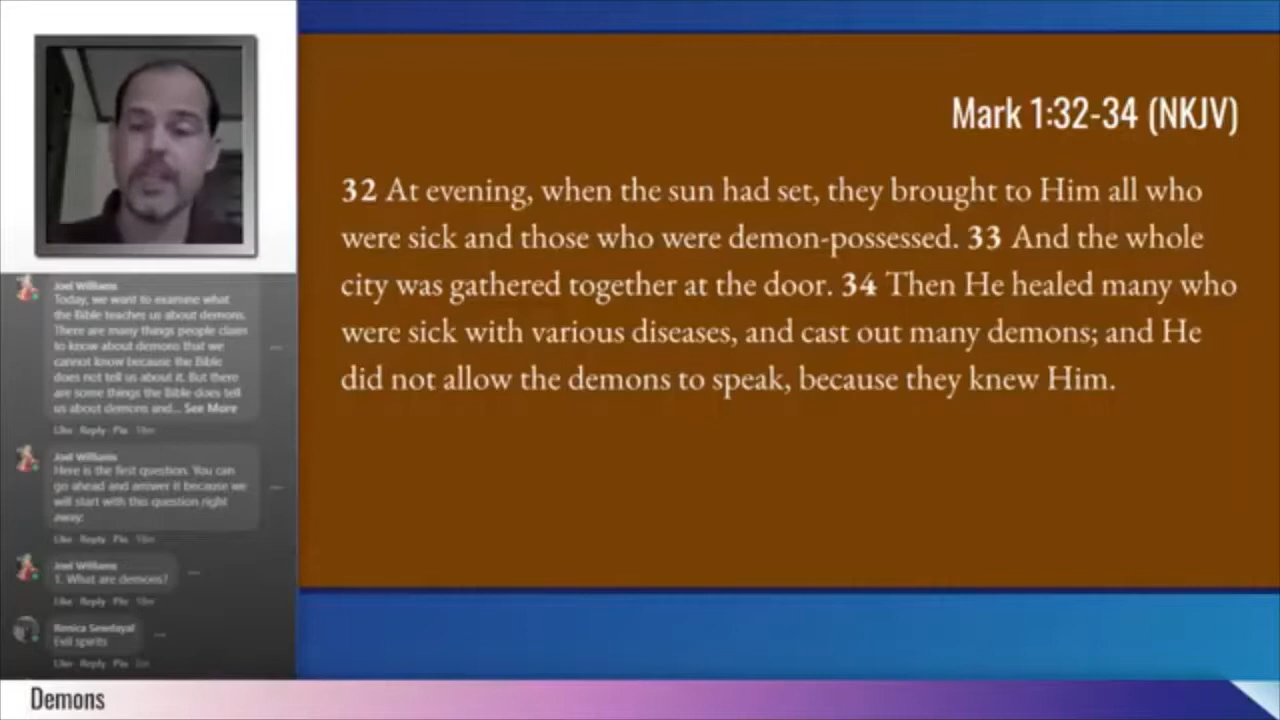 Mark 1:32-34 (NKJV)
32 At evening, when the sun had set, they brought to Him all who
were sick and those who were demon-possessed. 33 And the whole
city was gathered together at the door. 34 Then He healed many who
were sick with various diseases, and cast out many demons; and He
did not allow the demons to speak, because they knew Him.
Joel Williams
Today, we want to examine what
the Bible teaches us about demons.
There are many things people claim
to know about demons that we
cannot know because the Bible
does not tell us about it. But there
are some things the Bible does tell
us about demons and... See More
Like Reply Pin
Joel Williams
Here is the first question. You can
go ahead and answer it because we
will start with this question right
away:
Like Reply Pin
Joel Williams
1. What are demons?
Like Reply Pin
Sewdayal
Evil spirits
Like Reply Pin
Demons